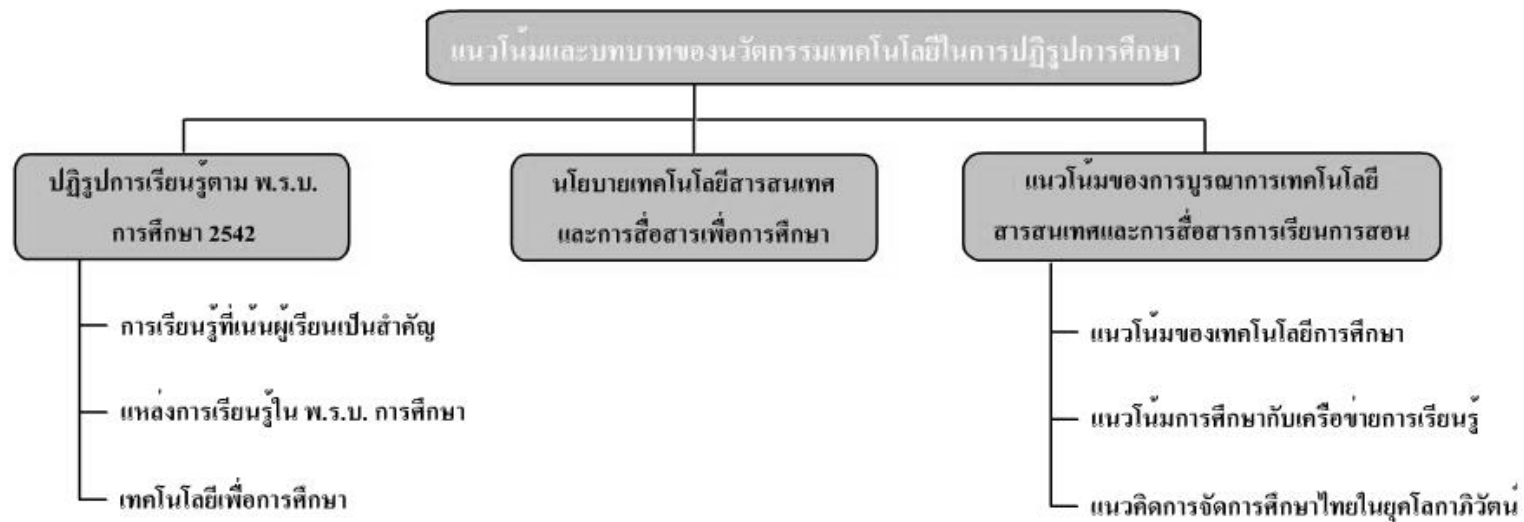 แนวโน้มและบทบาทของนวัตกรรมเทคโนโลยีในการปฏิรูปการศึกษา
ปฏิรูปการเรียนรู้ตาม พ.ร.บ.
การศึกษา 2542
นโยบายเทคโนโลยีสารสนเทศ
และการสื่อสารเพื่อการศึกษา
แนวโน้มของการบูรณาการเทคโนโลยี
สารสนเทศและการสื่อสารการเรียนการสอน
การเรียนรู้ที่เน้นผู้เรียนเป็นสำคัญ
แหล่งการเรียนรู้ใน พ.ร.บ. การศึกษา
เทคโนโลยีเพื่อการศึกษา
แนวโน้มของเทคโนโลยีการศึกษา
แนวโน้มการศึกษากับเครือข่ายการเรียนรู้
แนวคิดการจัดการศึกษาไทยในยุคโลกาภิวัตน์